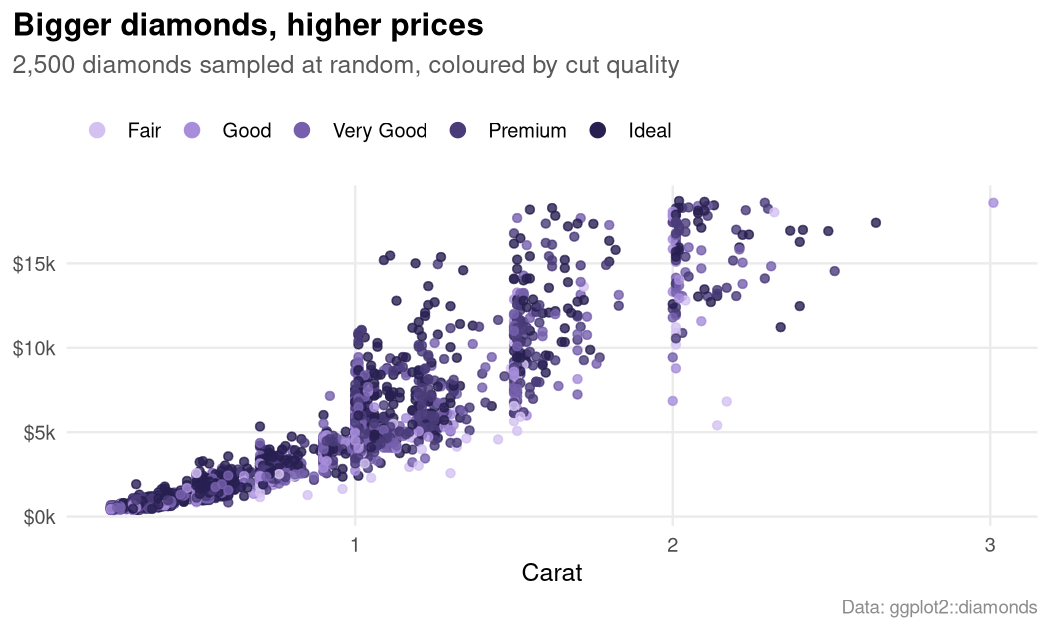 Bigger diamonds, higher prices
2,500 diamonds sampled at random, coloured by cut quality
Fair Good Very Good Premium Ideal
$15k
$10k
$5k
$0k
1 2 3
Carat
Data: ggplot2::diamonds